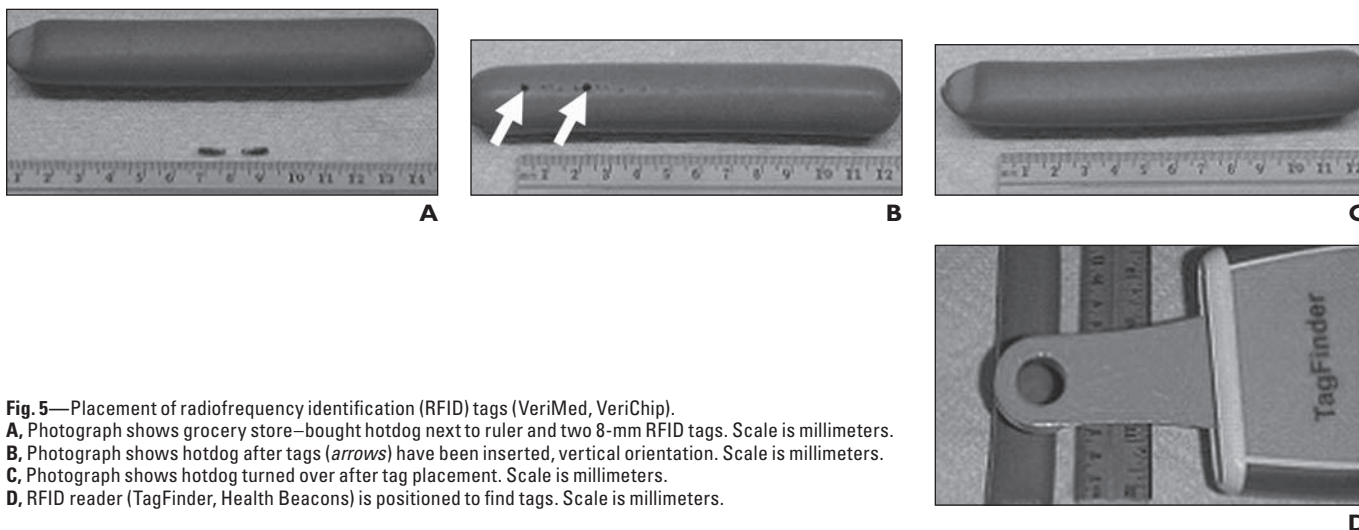 A
B
C
TagFinder
D
Fig. 5—Placement of radiofrequency identification (RFID) tags (VeriMed, VeriChip).
A, Photograph shows grocery store–bought hotdog next to ruler and two 8-mm RFID tags. Scale is millimeters.
B, Photograph shows hotdog after tags (arrows) have been inserted, vertical orientation. Scale is millimeters.
C, Photograph shows hotdog turned over after tag placement. Scale is millimeters.
D, RFID reader (TagFinder, Health Beacons) is positioned to find tags. Scale is millimeters.